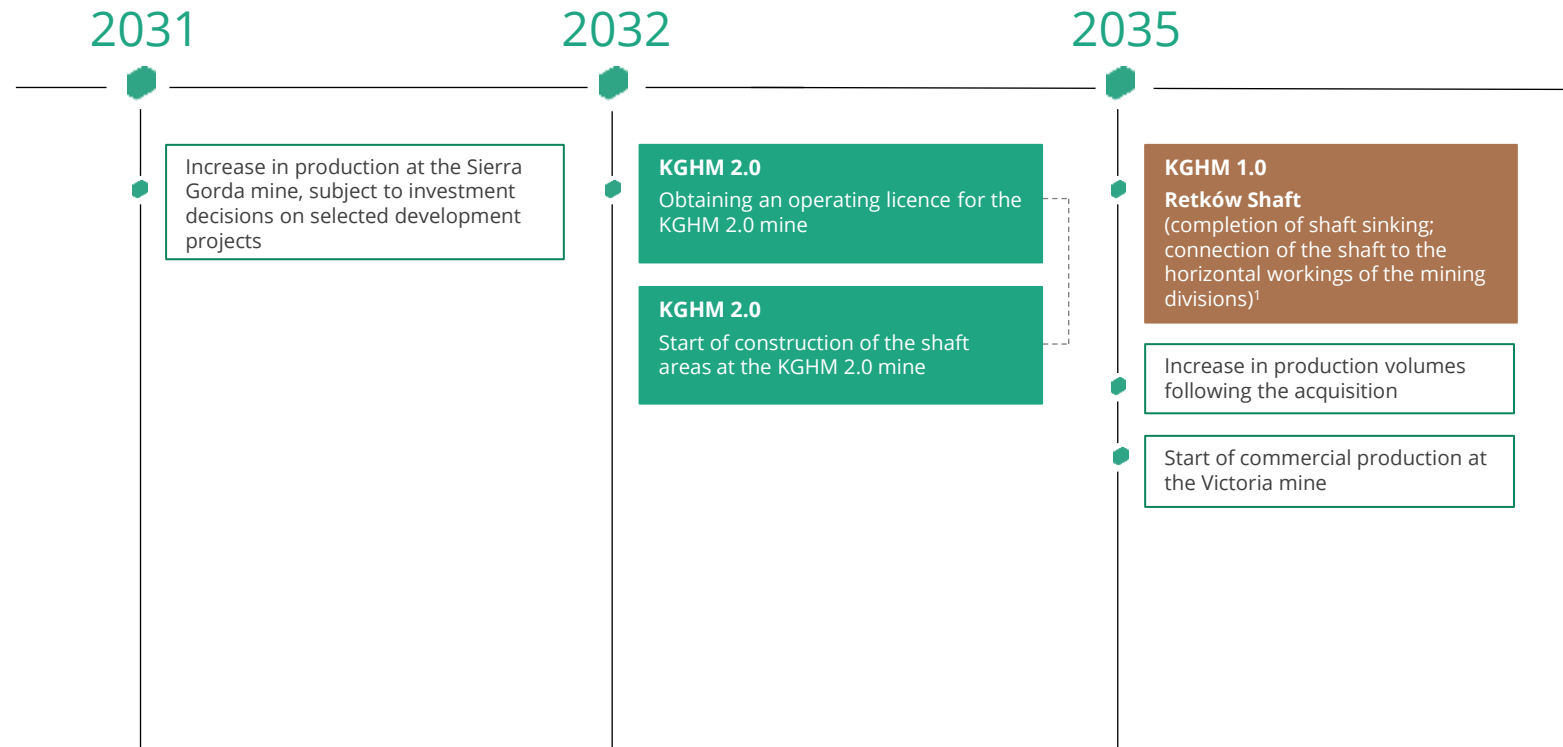 2031
2032
2035
Increase in production at the Sierra
Gorda mine, subject to investment
decisions on selected development
projects
KGHM 2.0
Obtaining an operating licence for the
KGHM 2.0 mine
KGHM 2.0
Start of construction of the shaft
areas at the KGHM 2.0 mine
KGHM 1.0
Retków Shaft
(completion of shaft sinking;
connection of the shaft to the
horizontal workings of the mining
divisions)¹
Increase in production volumes
following the acquisition
Start of commercial production at
the Victoria mine